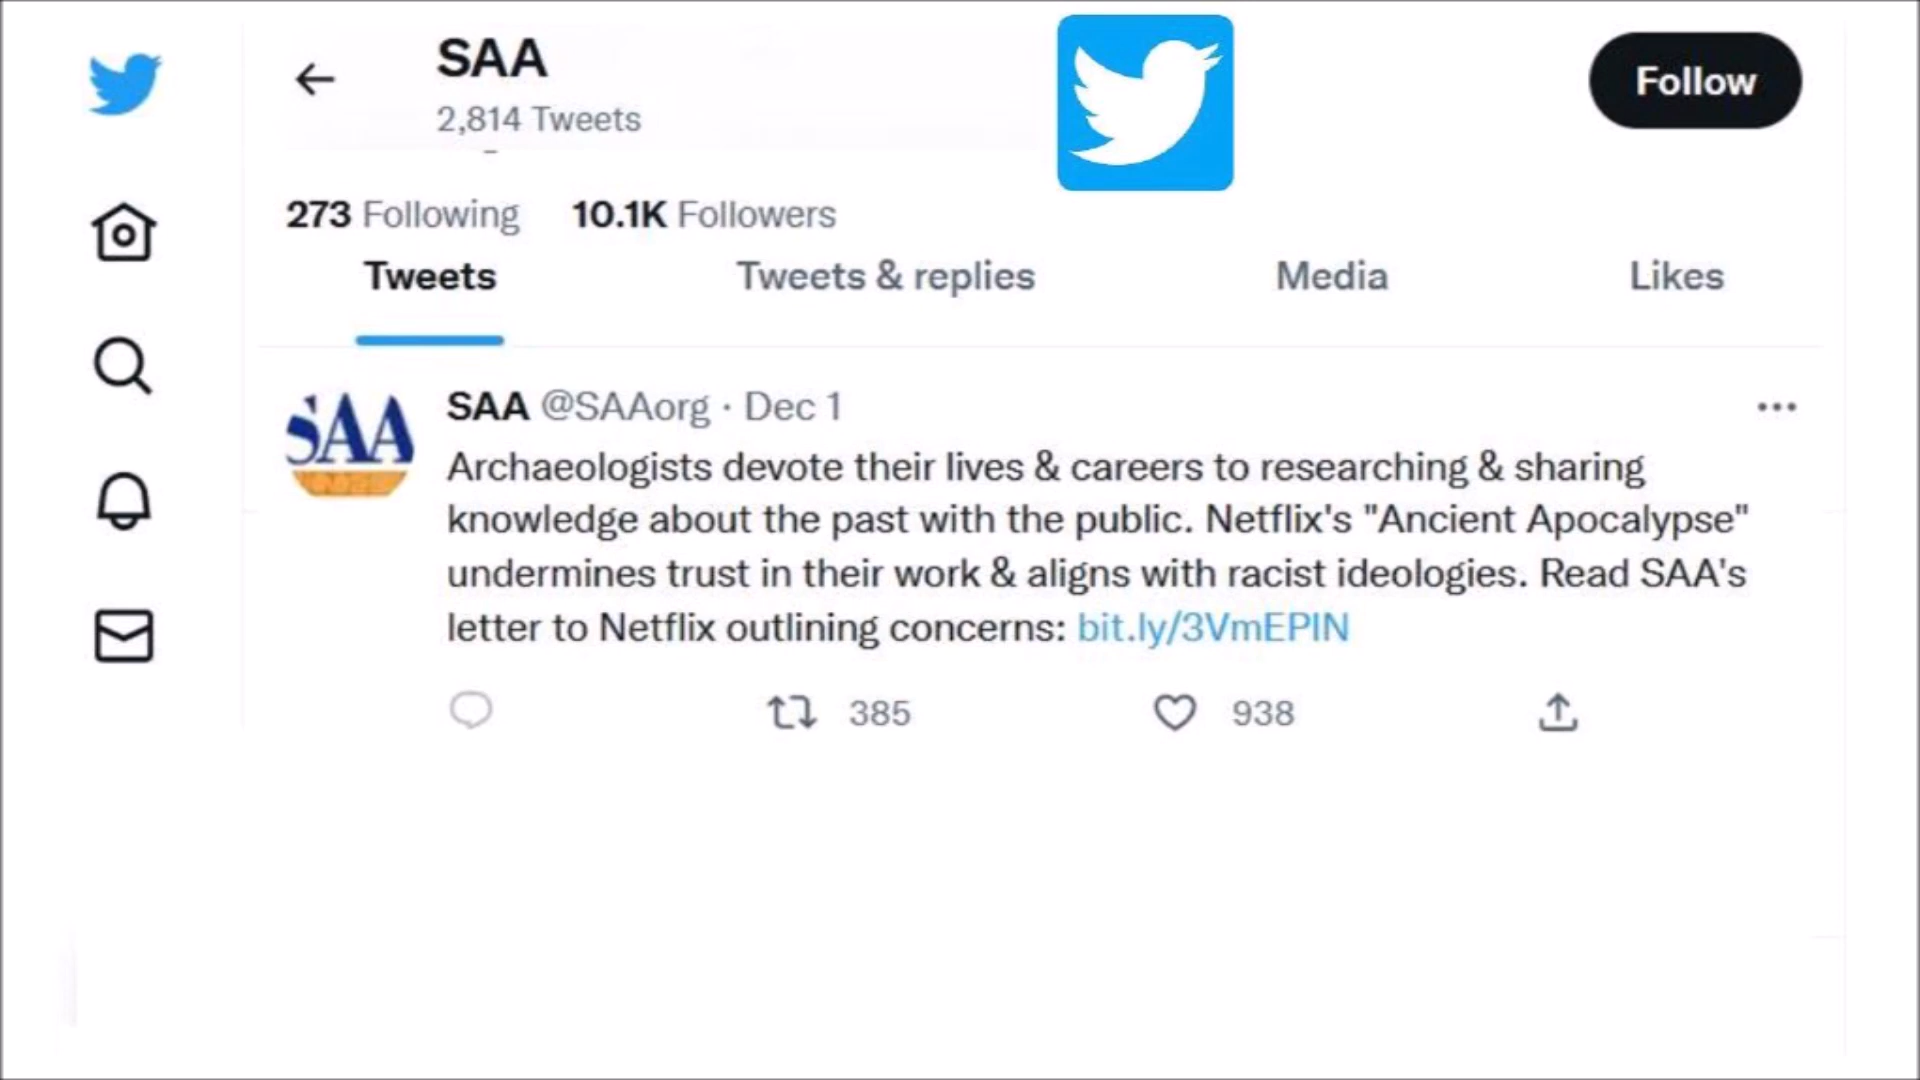 SAA
2,814 Tweets
Follow
273 Following 10.1K Followers
Tweets Tweets & replies Media Likes
SAA
SAA @SAAorg · Dec 1
Archaeologists devote their lives & careers to researching & sharing
knowledge about the past with the public. Netflix's "Ancient Apocalypse"
undermines trust in their work & aligns with racist ideologies. Read SAA's
letter to Netflix outlining concerns: bit.ly/3VmEPIN
385 938